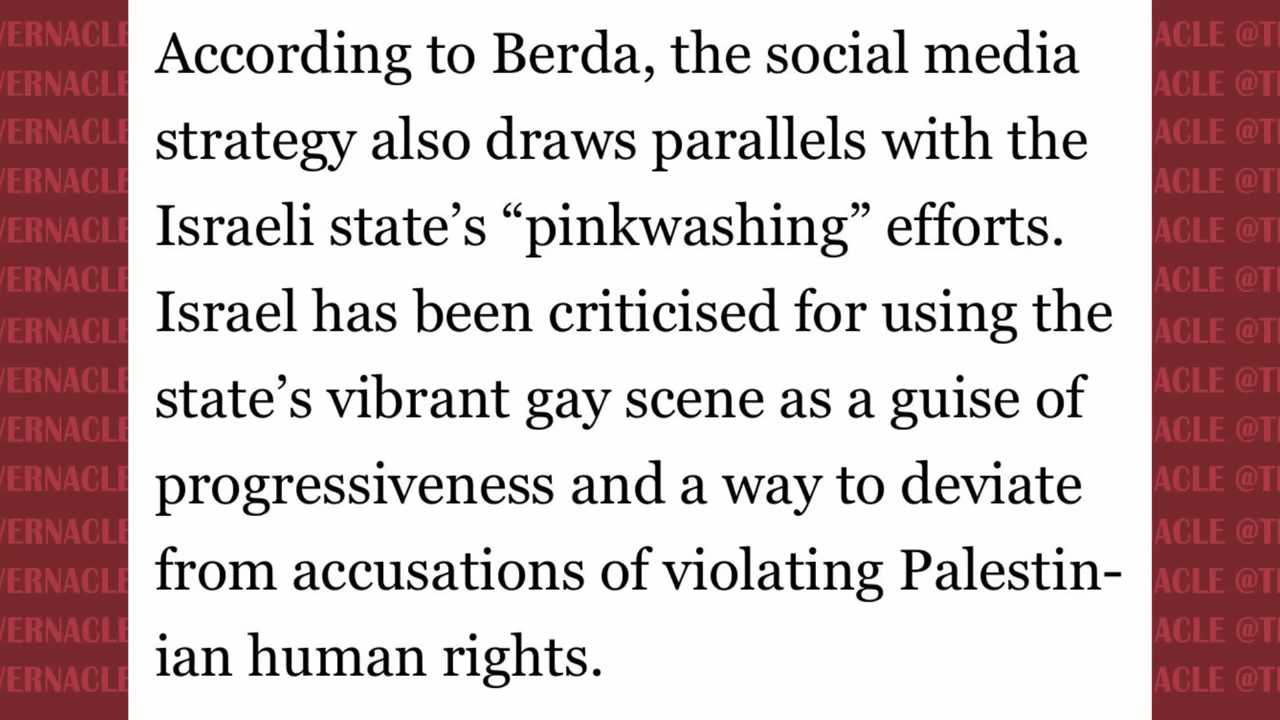 According to Berda, the social media
strategy also draws parallels with the
Israeli state’s “pinkwashing” efforts.
Israel has been criticised for using the
state’s vibrant gay scene as a guise of
progressiveness and a way to deviate
from accusations of violating Palestin-
ian human rights.